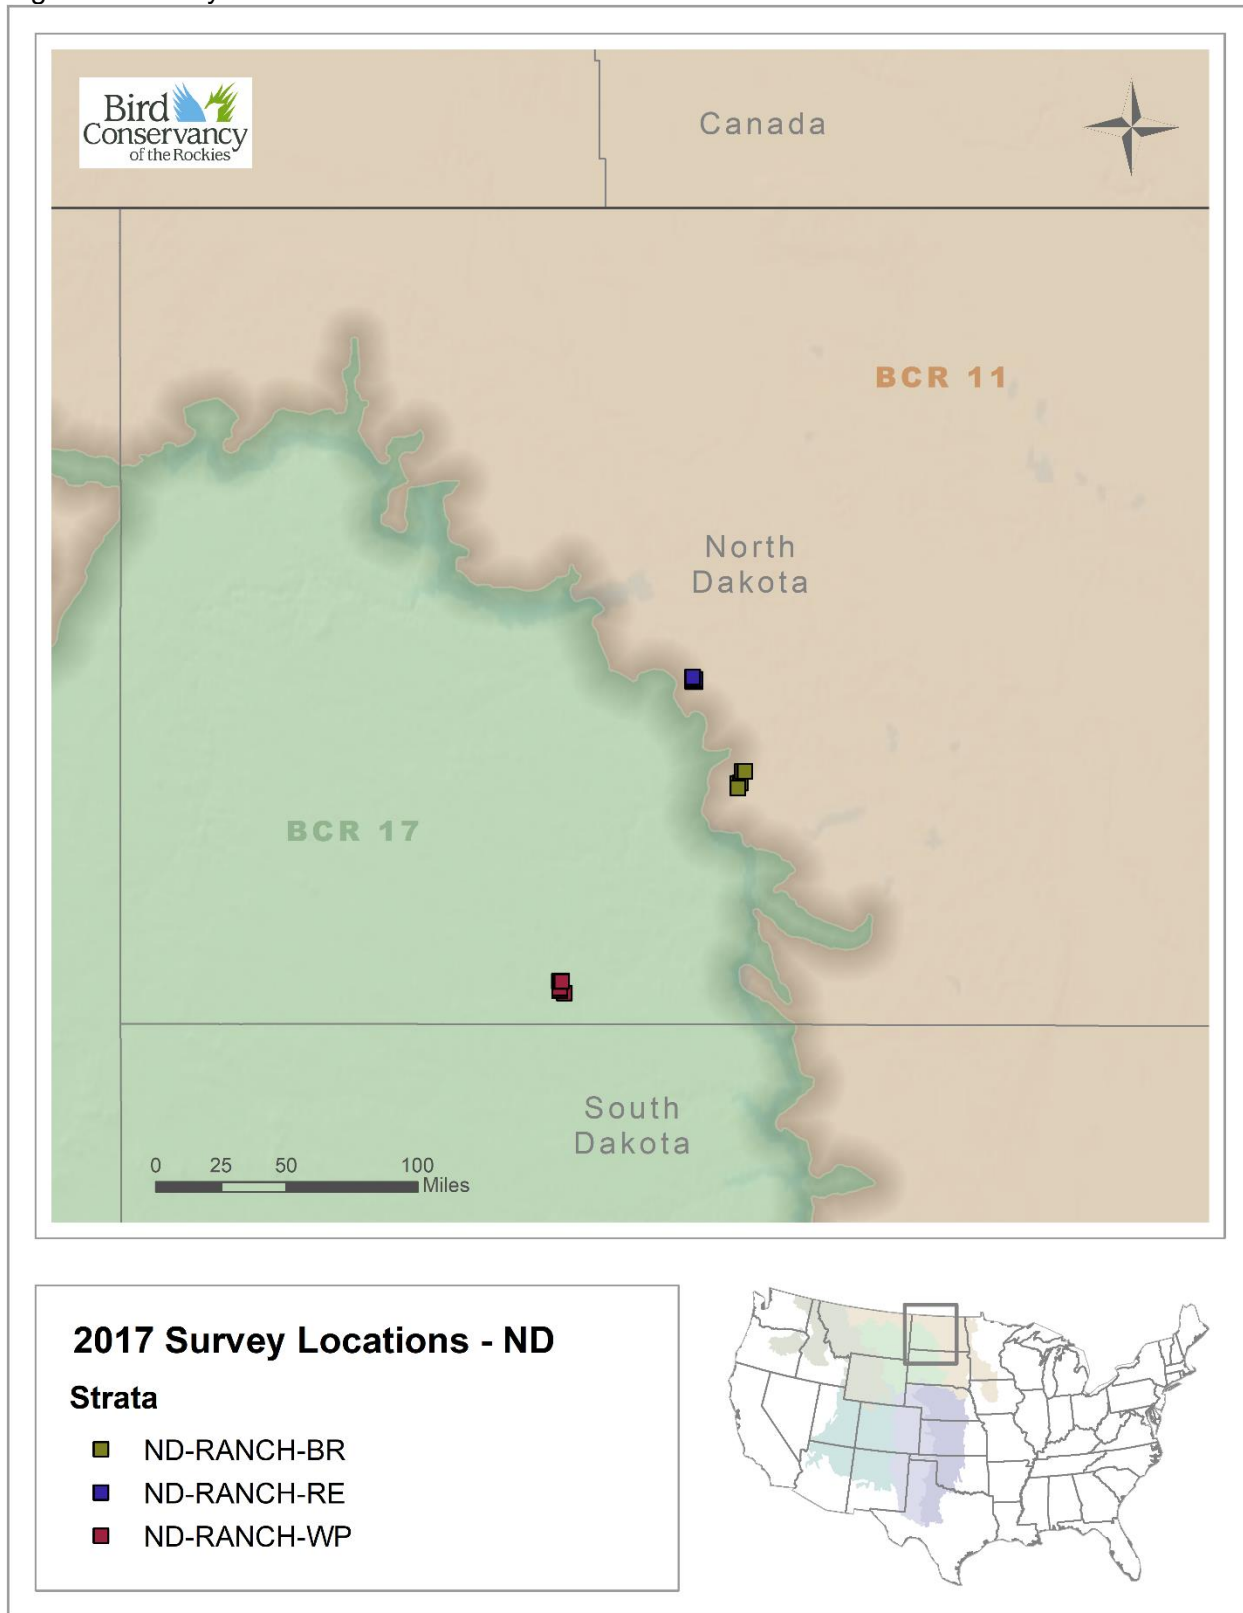 Bird
Conservancy
of the Rockies
Canada
BCR 11
North
Dakota
BCR 17
South
Dakota
0 25 50 100
Miles
2017 Survey Locations - ND
Strata
ND-RANCH-BR
ND-RANCH-RE
ND-RANCH-WP